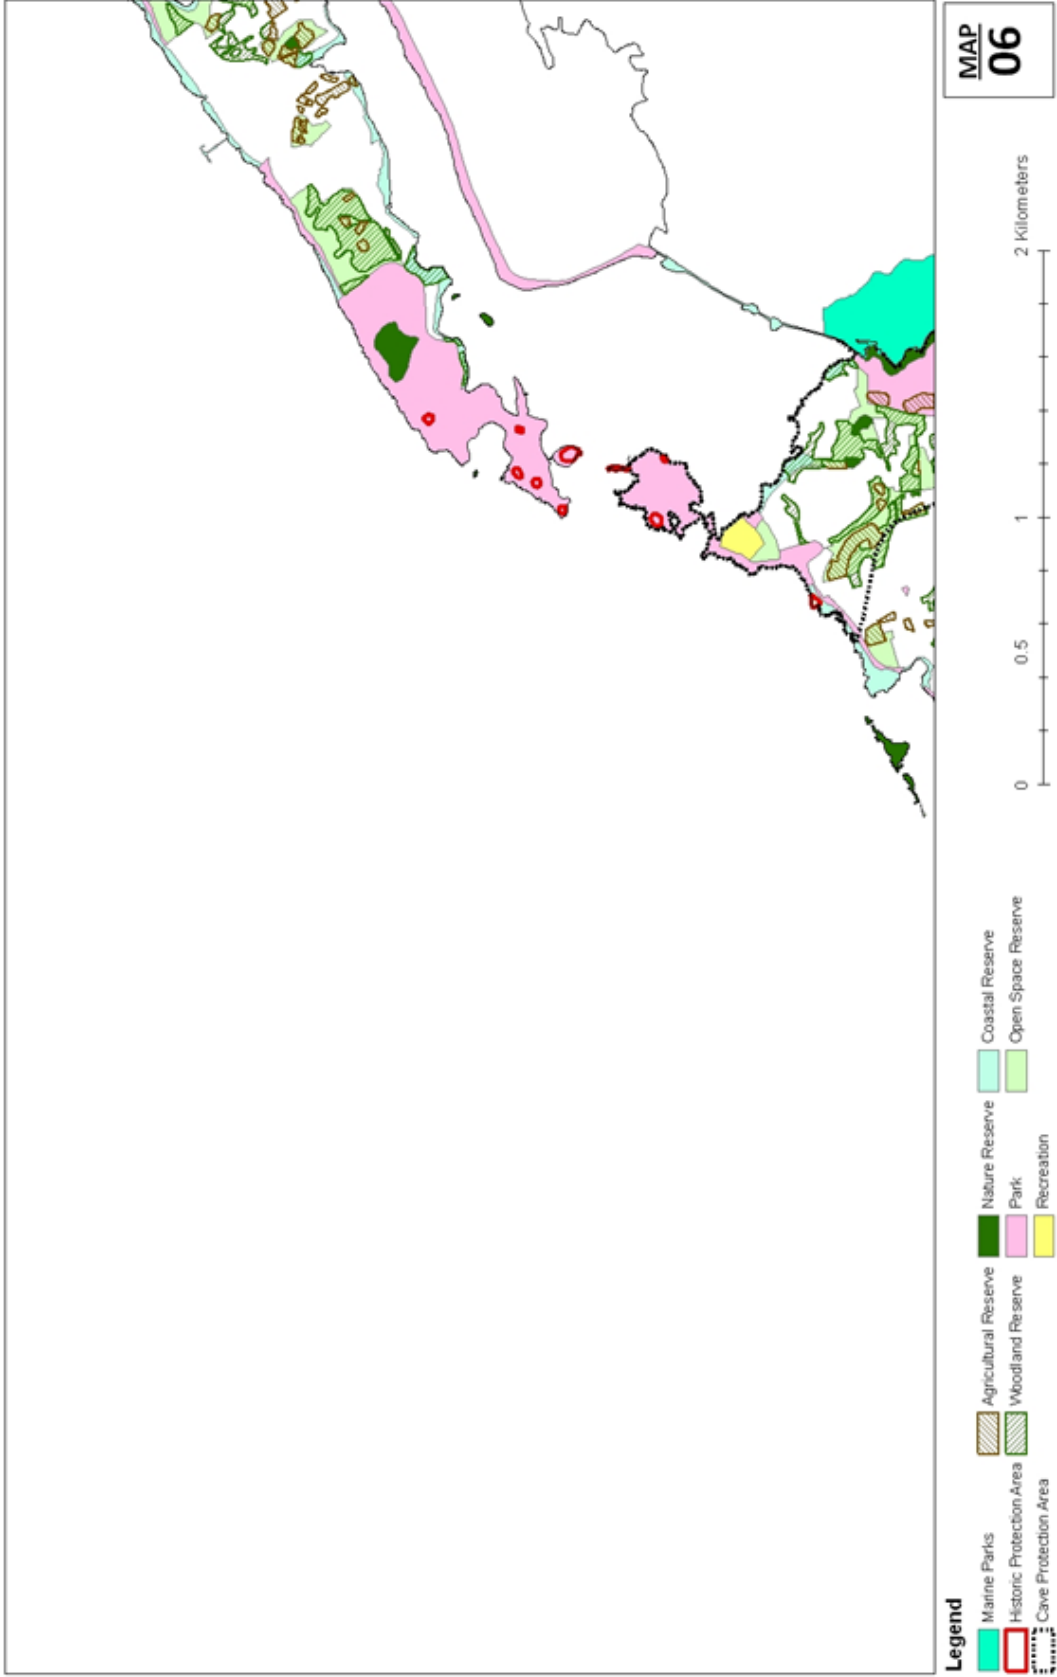 MAP
06
Legend
Marine Parks
Historic Protection Area
Cave Protection Area
Agricultural Reserve
Woodland Reserve
Nature Reserve
Park
Recreation
Coastal Reserve
Open Space Reserve
0 0.5 1 2 Kilometers